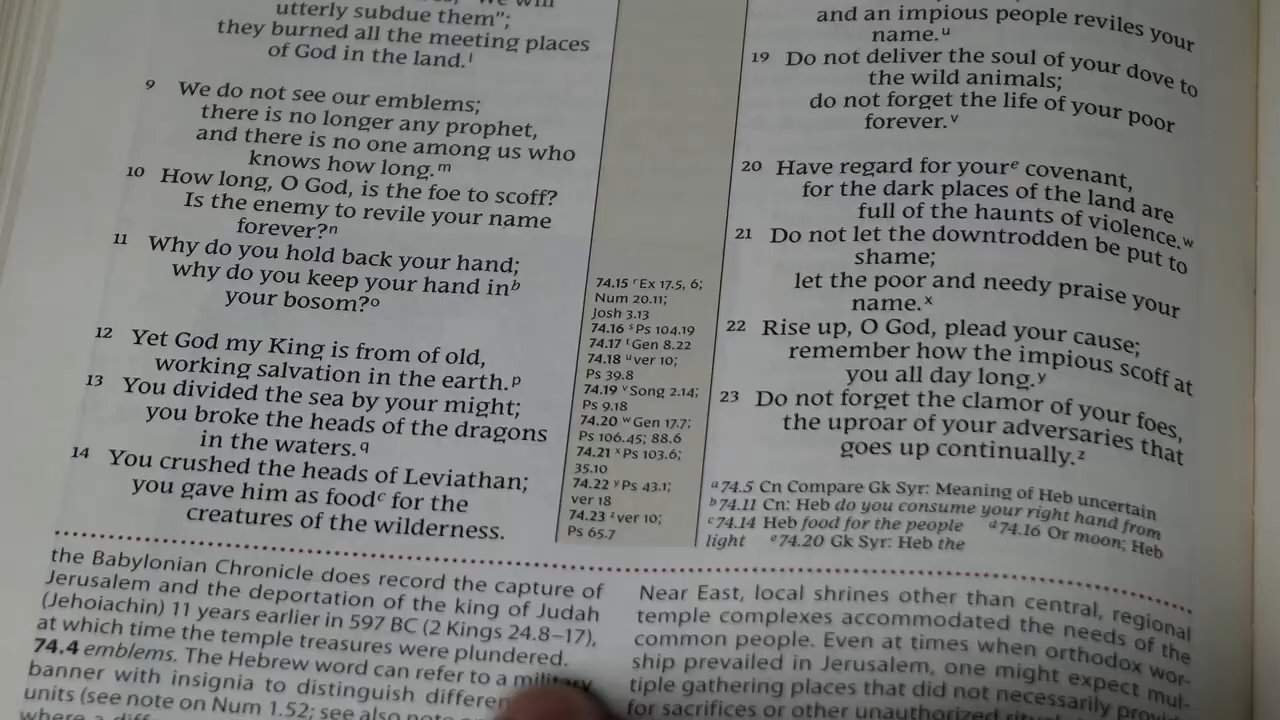 utterly subdue them";
they burned all the meeting places
of God in the land.ˡ
9 We do not see our emblems;
there is no longer any prophet,
and there is no one among us who
knows how long.ᵐ
10 How long, O God, is the foe to scoff?
Is the enemy to revile your name
forever?ⁿ
11 Why do you hold back your hand;
why do you keep your hand inᵇ
your bosom?ᵒ
12 Yet God my King is from of old,
working salvation in the earth.ᵖ
13 You divided the sea by your might;
you broke the heads of the dragons
in the waters.q
14 You crushed the heads of Leviathan;
you gave him as foodᶜ for the
creatures of the wilderness.
74.15 ʳ Ex 17.5, 6;
Num 20.11;
Josh 3.13
74.16 ˢ Ps 104.19
74.17 ᵗ Gen 8.22
74.18 ᵘ ver 10;
Ps 39.8
74.19 ᵛ Song 2.14;
Ps 9.18
74.20 ʷ Gen 17.7;
Ps 106.45; 88.6
74.21 ˣ Ps 103.6;
35.10
74.22 ʸ Ps 43.1;
ver 18
74.23 ᶻ ver 10;
Ps 65.7
and an impious people reviles your
name.ᵘ
19 Do not deliver the soul of your dove to
the wild animals;
do not forget the life of your poor
forever.ᵛ
20 Have regard for yourᵉ covenant,
for the dark places of the land are
full of the haunts of violence.ʷ
21 Do not let the downtrodden be put to
shame;
let the poor and needy praise your
name.ˣ
22 Rise up, O God, plead your cause;
remember how the impious scoff at
you all day long.ʸ
23 Do not forget the clamor of your foes,
the uproar of your adversaries that
goes up continually.ᶻ
ᵃ 74.5 Cn Compare Gk Syr: Meaning of Heb uncertain
ᵇ 74.11 Cn: Heb do you consume your right hand from
ᶜ 74.14 Heb food for the people ᵈ 74.16 Or moon; Heb
light ᵉ 74.20 Gk Syr: Heb the
the Babylonian Chronicle does record the capture of
Jerusalem and the deportation of the king of Judah
(Jehoiachin) 11 years earlier in 597 BC (2 Kings 24.8–17),
at which time the temple treasures were plundered.
74.4 emblems. The Hebrew word can refer to a military
banner with insignia to distinguish
units (see note on Num 1.52; see also
Near East, local shrines other than central, regional
temple complexes accommodated the needs of the
common people. Even at times when orthodox wor-
ship prevailed in Jerusalem, one might expect mul-
tiple gathering places that did not necessarily
for sacrifices or other unauthorized